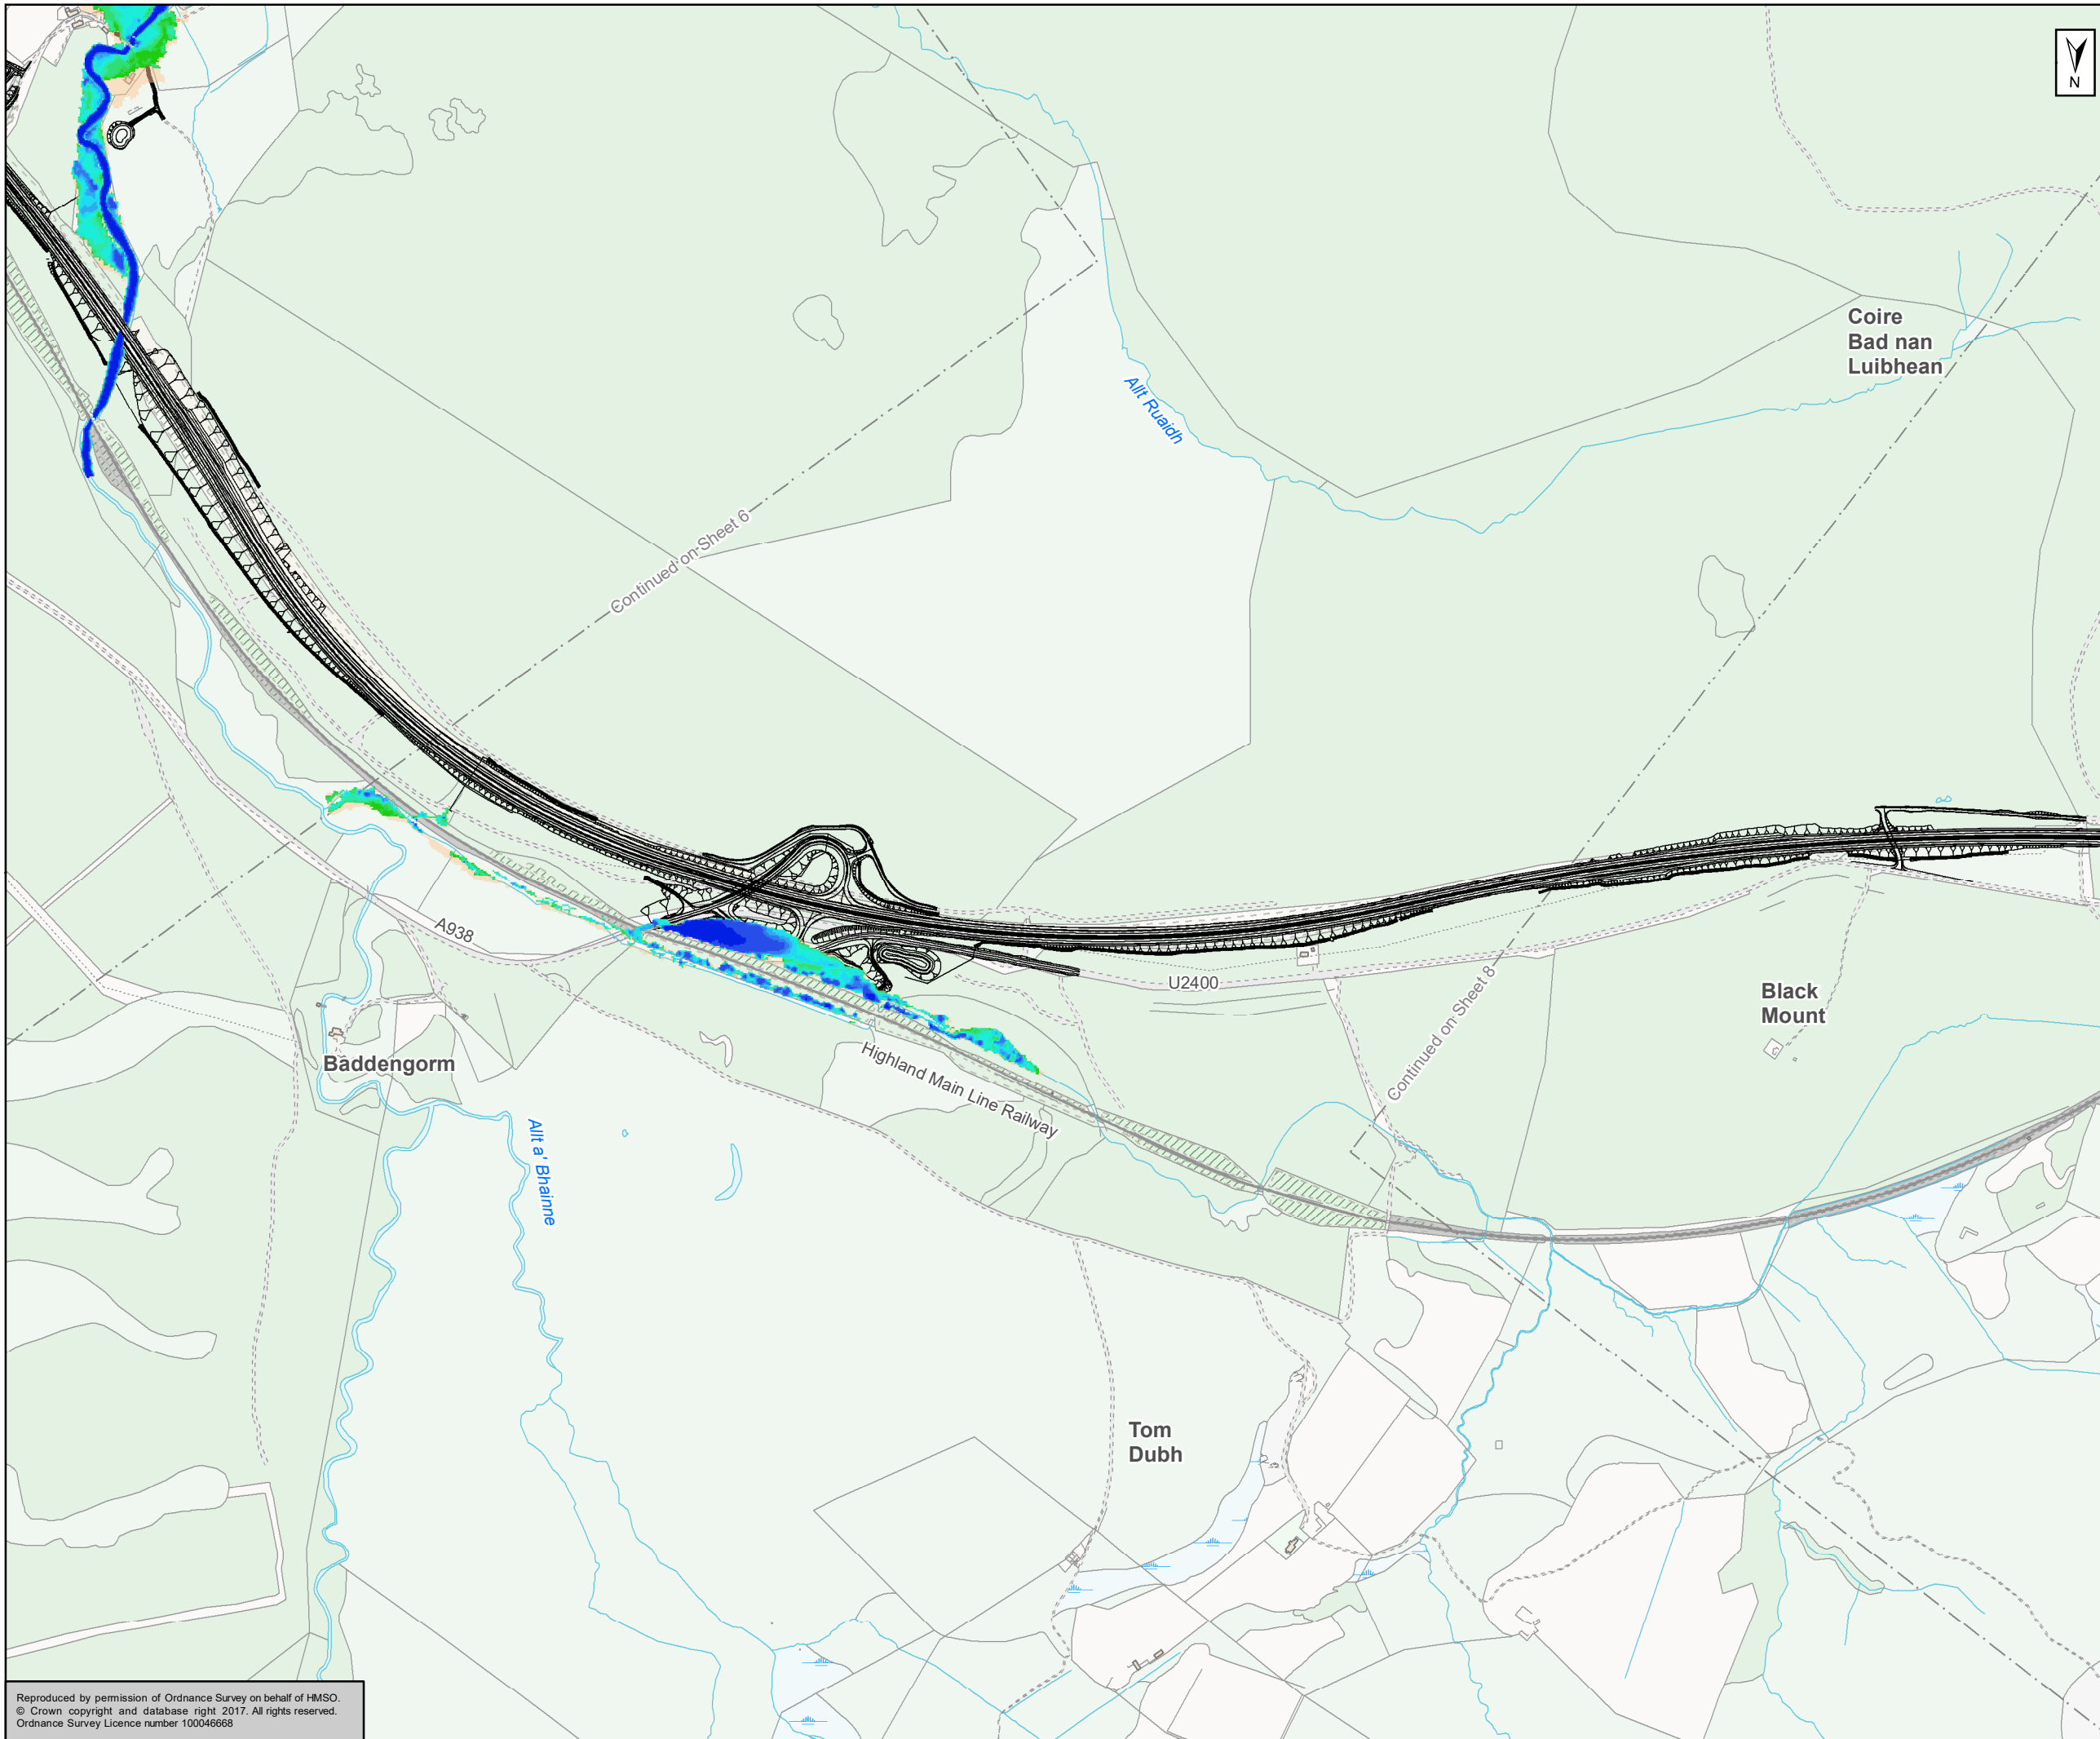 N
Coire
Bad nan
Luibhean
Allt Ruaidh
Continued on Sheet 6
A938
U2400
Continued on Sheet 8
Black
Mount
Baddengorm
Highland Main Line Railway
Allt a' Bhainne
Tom
Dubh
Reproduced by permission of Ordnance Survey on behalf of HMSO.
© Crown copyright and database right 2017. All rights reserved.
Ordnance Survey Licence number 100046668